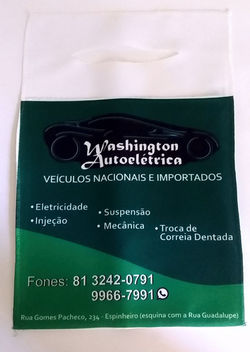 Washington
Autoelétrica
VEÍCULOS NACIONAIS E IMPORTADOS
• Eletricidade
• Injeção
• Suspensão
• Mecânica
• Troca de
Correia Dentada
Fones: 81 3242-0791
9966-7991
Rua Gomes Pacheco, 234 - Espinheiro (esquina com a Rua Guadalupe)